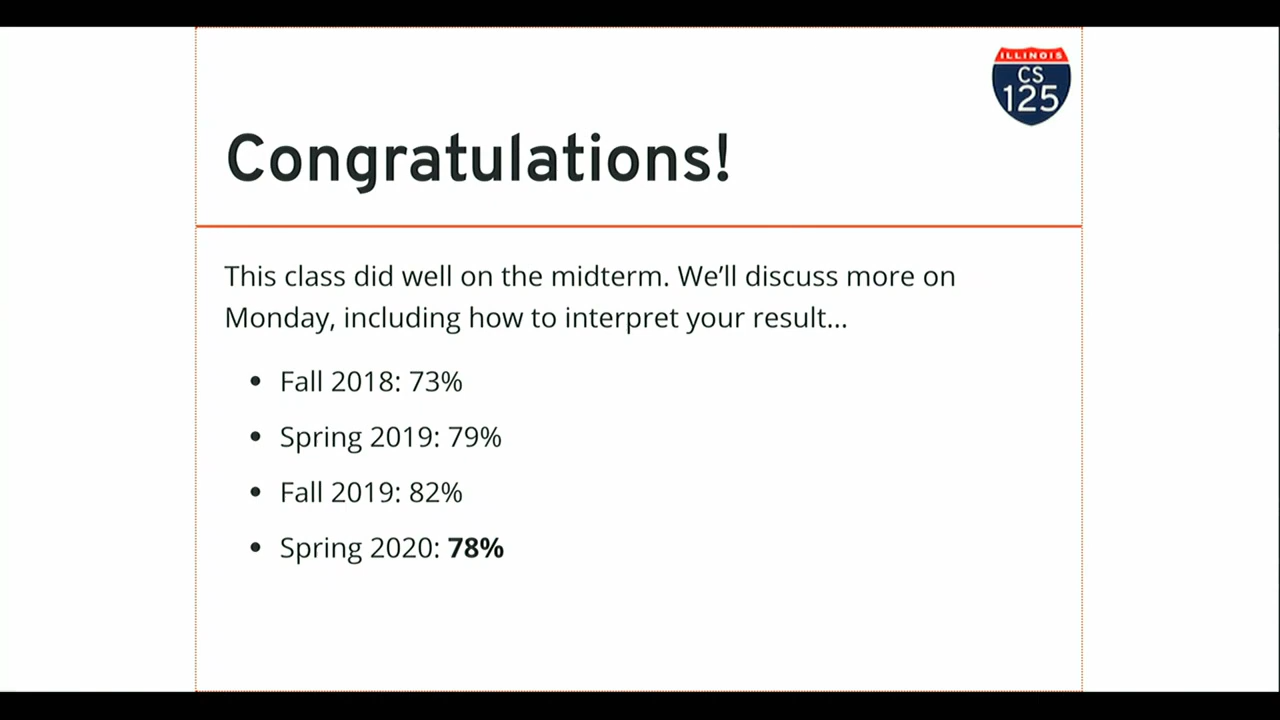 ILLINOIS
CS
125
Congratulations!
This class did well on the midterm. We’ll discuss more on
Monday, including how to interpret your result…
• Fall 2018: 73%
• Spring 2019: 79%
• Fall 2019: 82%
• Spring 2020: 78%